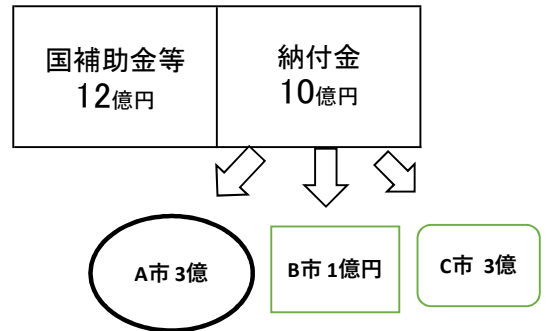 国補助金等
12億円
納付金
10億円
A市 3億
B市 1億円
C市 3億